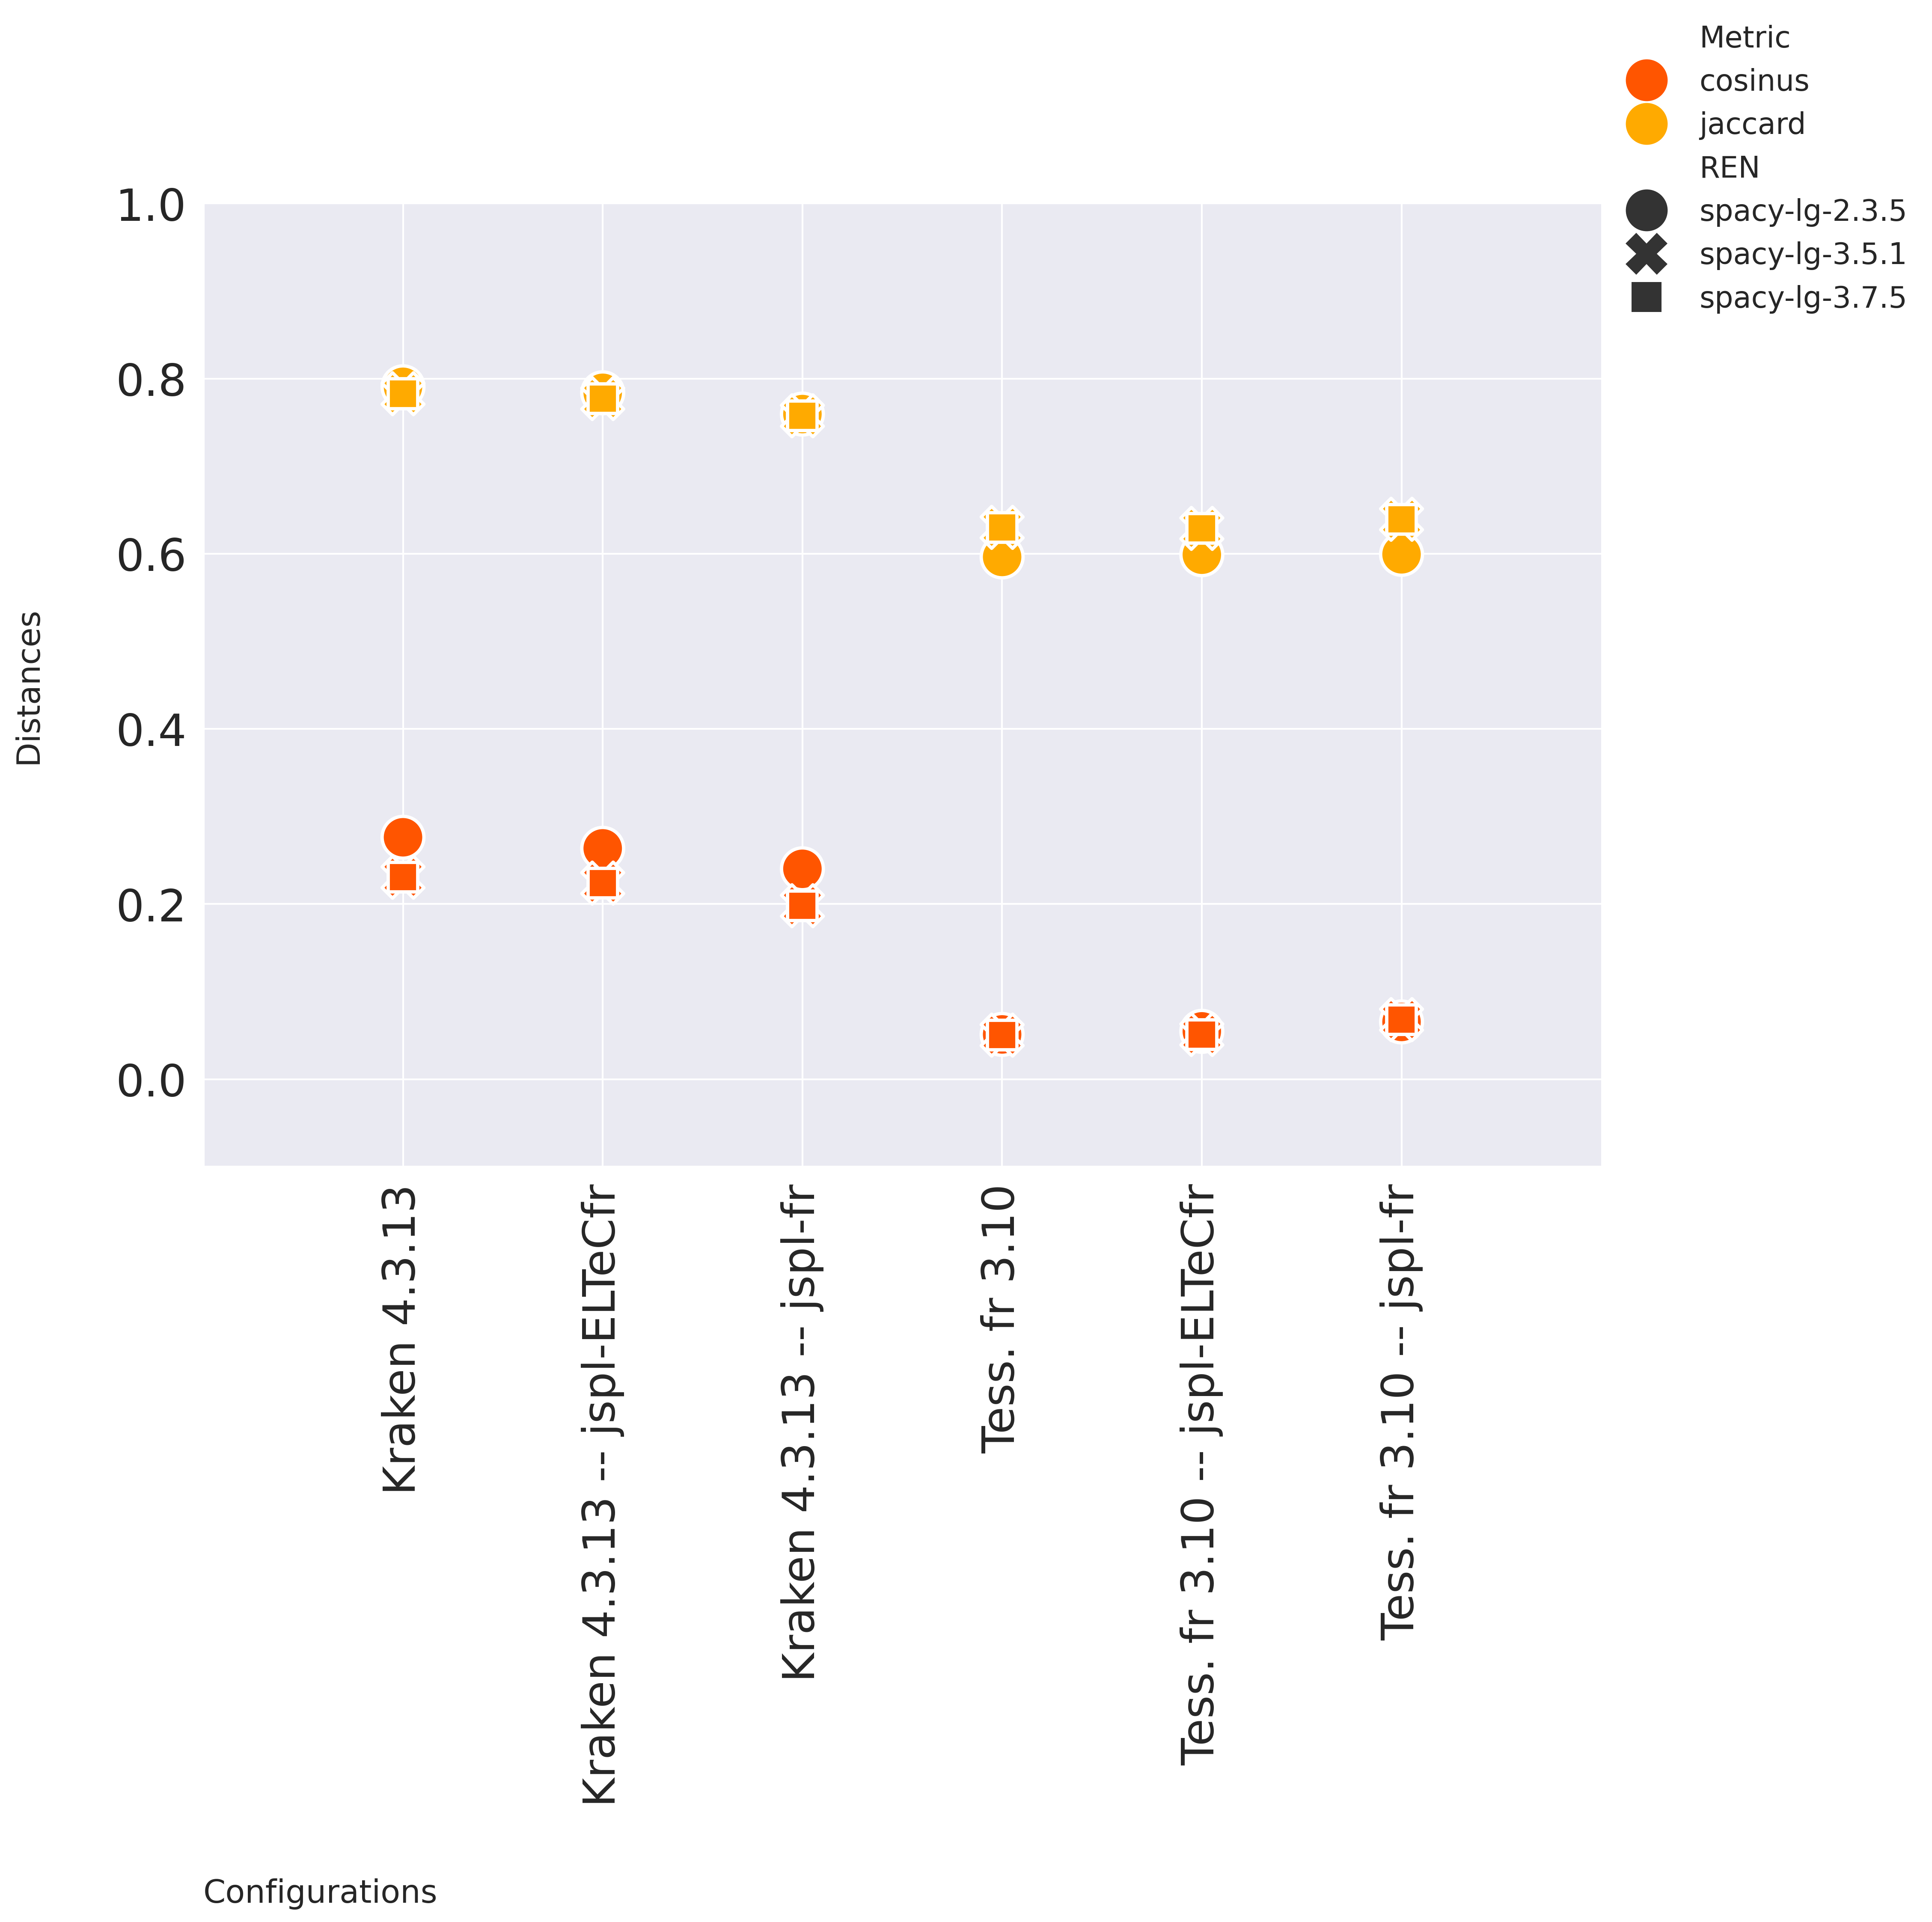 Metric
cosinus
jaccard
REN
spacy-lg-2.3.5
spacy-lg-3.5.1
spacy-lg-3.7.5
1.0
0.8
0.6
0.4
0.2
0.0
Distances
Kraken 4.3.13
Kraken 4.3.13 -- jspl-ELTeCfr
Kraken 4.3.13 -- jspl-fr
Tess. fr 3.10
Tess. fr 3.10 -- jspl-ELTeCfr
Tess. fr 3.10 -- jspl-fr
Configurations